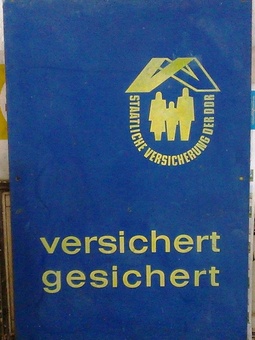 STAATLICHE VERSICHERUNG DER DDR
versichert
gesichert